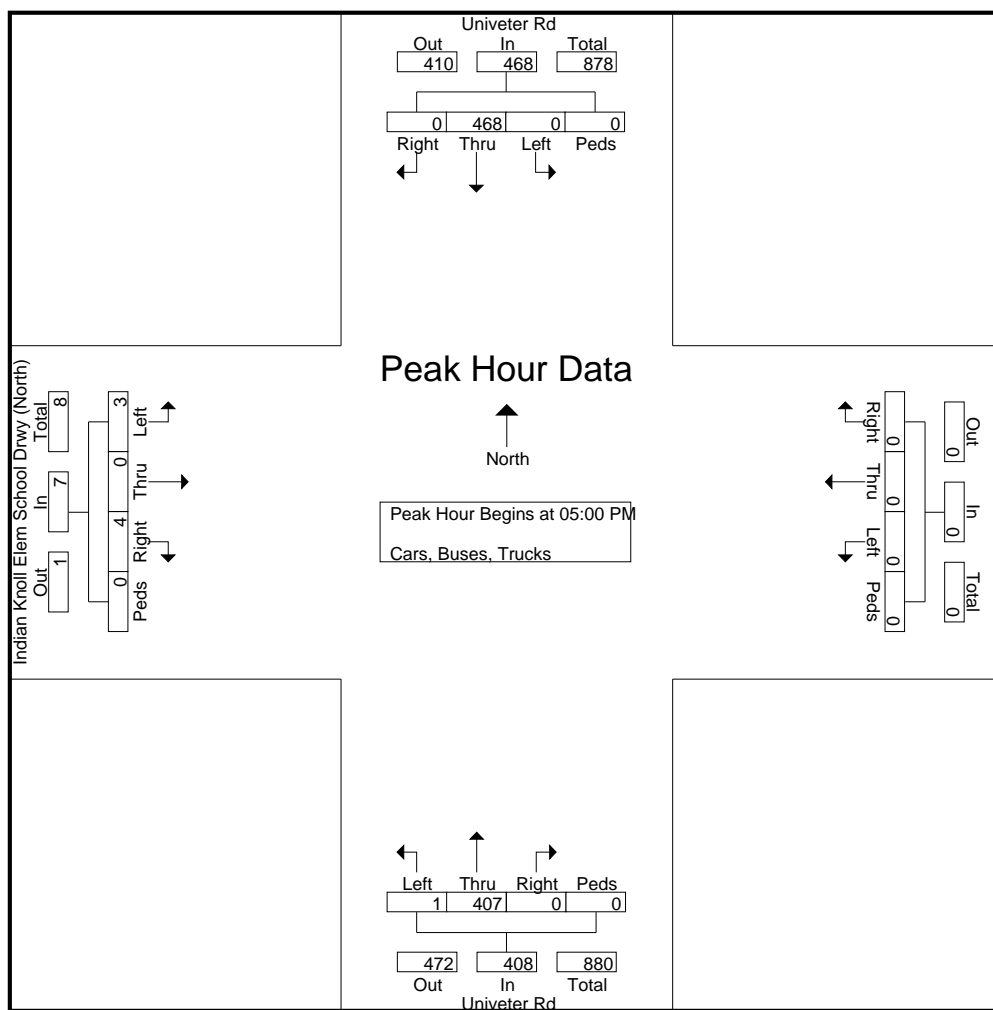 Univeter Rd
Out In Total
410 468 878
0 468 0 0
Right Thru Left Peds
Peak Hour Data
North
Peak Hour Begins at 05:00 PM
Cars, Buses, Trucks
Indian Knoll Elem School Drwy (North)
Out In Total
1 7 8
3 0 4 0
Left Thru Right Peds
Right Thru Left Peds
0 0 0 0
Out In Total
0 0 0
Left Thru Right Peds
1 407 0 0
472 408 880
Out In Total
Univeter Rd